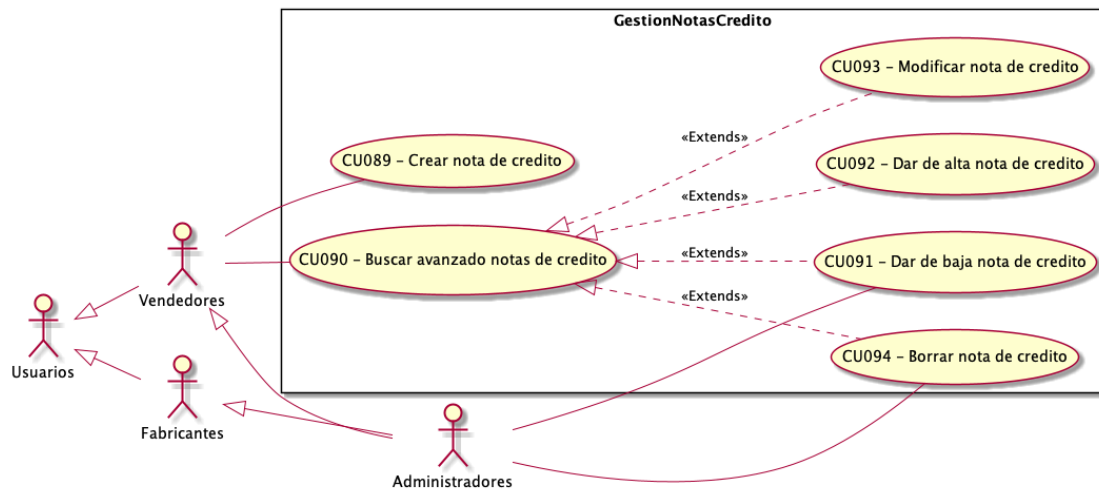 GestionNotasCredito
CU093 – Modificar nota de credito
«Extends»
CU089 – Crear nota de credito
CU092 – Dar de alta nota de credito
«Extends»
CU090 – Buscar avanzado notas de credito
«Extends»
CU091 – Dar de baja nota de credito
«Extends»
Vendedores
CU094 – Borrar nota de credito
Usuarios
Fabricantes
Administradores